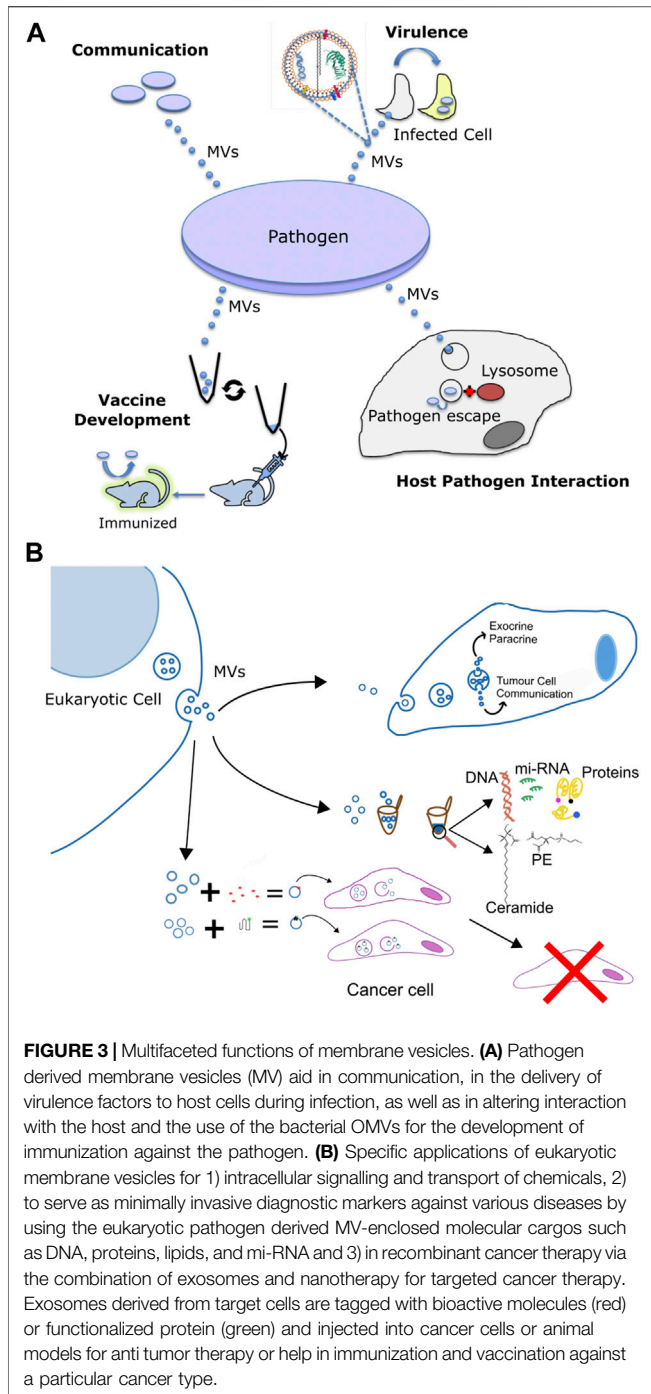 A
Communication
Virulence
MVs
MVs
Infected Cell
Pathogen
MVs
MVs
Vaccine
Development
Immunized
Lysosome
Pathogen escape
Host Pathogen Interaction
B
Eukaryotic Cell
MVs
Exocrine
Paracrine
Tumour Cell
Communication
DNA
mi-RNA
Proteins
PE
Ceramide
Cancer cell
FIGURE 3 | Multifaceted functions of membrane vesicles. (A) Pathogen
derived membrane vesicles (MV) aid in communication, in the delivery of
virulence factors to host cells during infection, as well as in altering interaction
with the host and the use of the bacterial OMVs for the development of
immunization against the pathogen. (B) Specific applications of eukaryotic
membrane vesicles for 1) intracellular signalling and transport of chemicals, 2)
to serve as minimally invasive diagnostic markers against various diseases by
using the eukaryotic pathogen derived MV-enclosed molecular cargos such
as DNA, proteins, lipids, and mi-RNA and 3) in recombinant cancer therapy via
the combination of exosomes and nanotherapy for targeted cancer therapy.
Exosomes derived from target cells are tagged with bioactive molecules (red)
or functionalized protein (green) and injected into cancer cells or animal
models for anti tumor therapy or help in immunization and vaccination against
a particular cancer type.